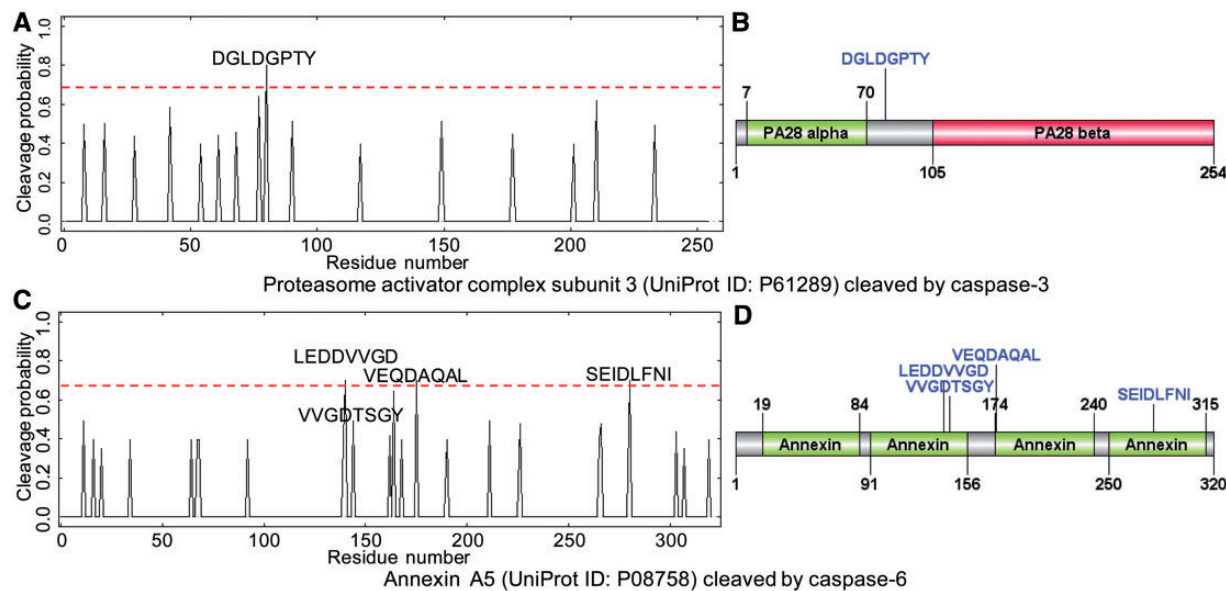 A
B
Cleavage probability
1.0
0.8
0.6
0.4
0.2
0.0
DGLDGPTY
0 50 100 150 200 250
Residue number
DGLDGPTY
7 70
PA28 alpha PA28 beta
1 105 254
Proteasome activator complex subunit 3 (UniProt ID: P61289) cleaved by caspase-3
C
D
Cleavage probability
1.0
0.8
0.6
0.4
0.2
0.0
LEDDVVGD
VEQDAQAL
SEIDLFNI
VVGDTSGY
0 50 100 150 200 250 300
Residue number
VEQDAQAL
LEDDVVGD
VVGDTSGY
SEIDLFNI
19 84 174 240 315
Annexin Annexin Annexin Annexin
1 91 156 250 320
Annexin A5 (UniProt ID: P08758) cleaved by caspase-6